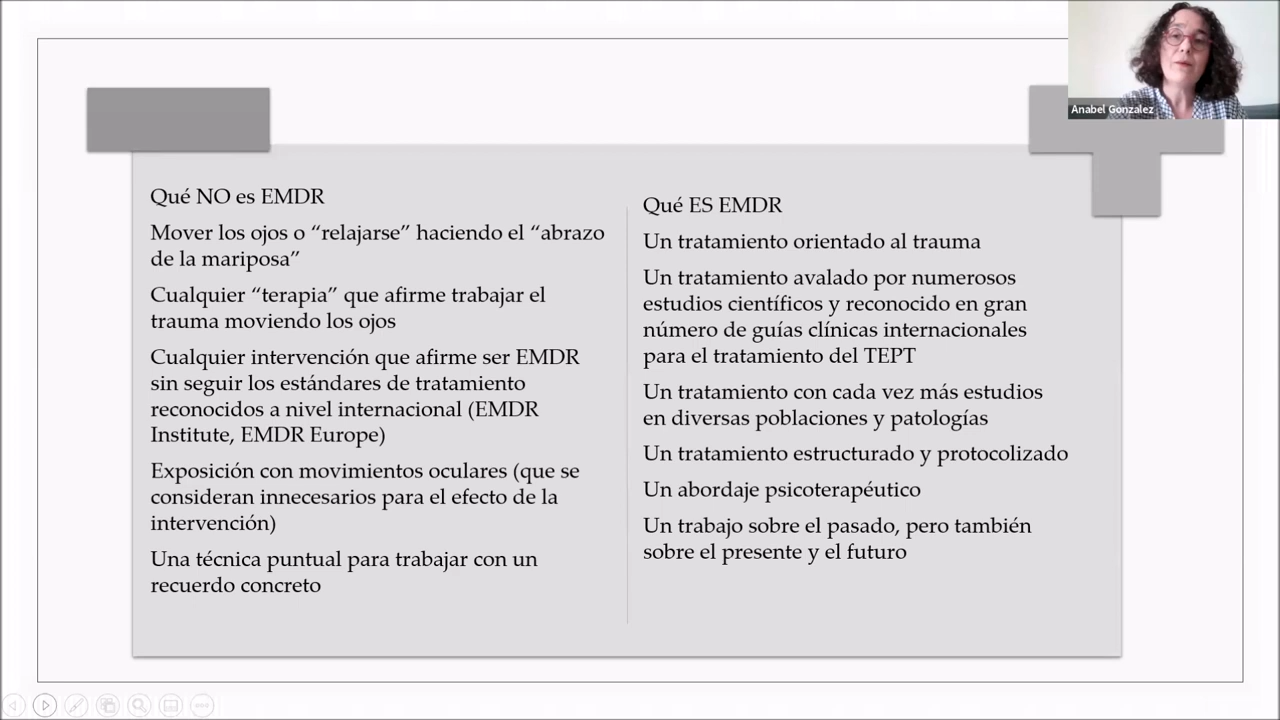 Anabel Gonzalez
Qué NO es EMDR
Mover los ojos o “relajarse” haciendo el “abrazo
de la mariposa”
Cualquier “terapia” que afirme trabajar el
trauma moviendo los ojos
Cualquier intervención que afirme ser EMDR
sin seguir los estándares de tratamiento
reconocidos a nivel internacional (EMDR
Institute, EMDR Europe)
Exposición con movimientos oculares (que se
consideran innecesarios para el efecto de la
intervención)
Una técnica puntual para trabajar con un
recuerdo concreto
Qué ES EMDR
Un tratamiento orientado al trauma
Un tratamiento avalado por numerosos
estudios científicos y reconocido en gran
número de guías clínicas internacionales
para el tratamiento del TEPT
Un tratamiento con cada vez más estudios
en diversas poblaciones y patologías
Un tratamiento estructurado y protocolizado
Un abordaje psicoterapéutico
Un trabajo sobre el pasado, pero también
sobre el presente y el futuro